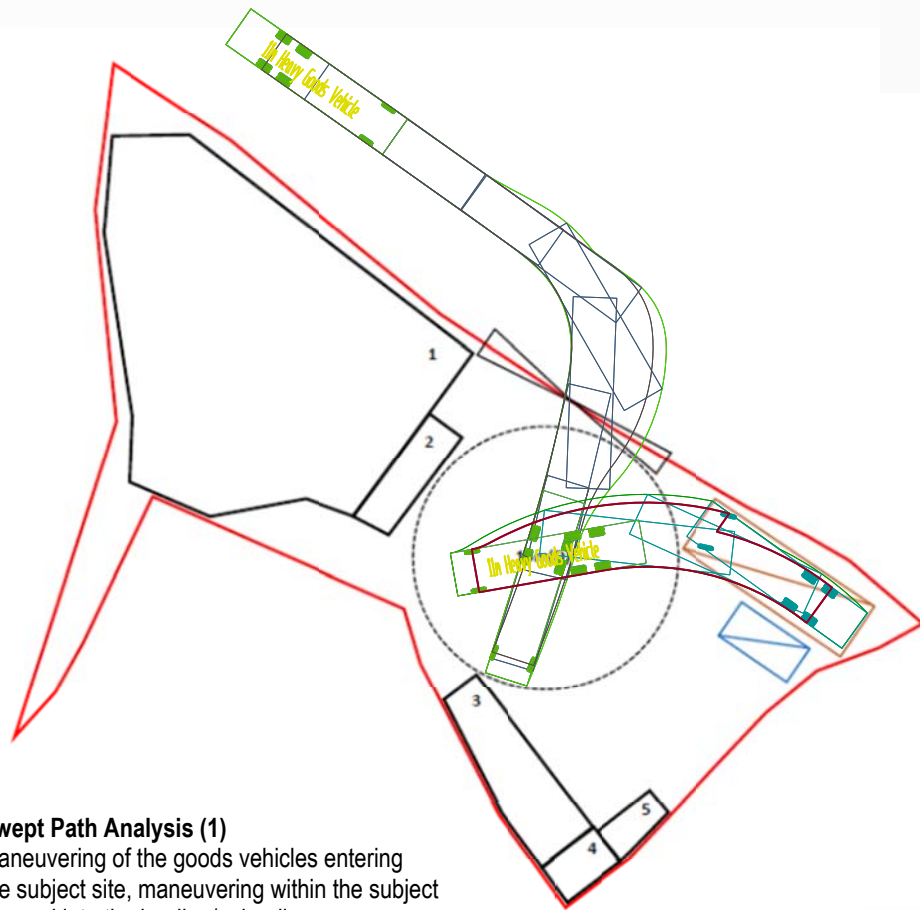 Heavy Goods Vehicle
1
2
Heavy Goods Vehicle
3
5
4
wept Path Analysis (1)
aneuvering of the goods vehicles entering
e subject site, maneuvering within the subject